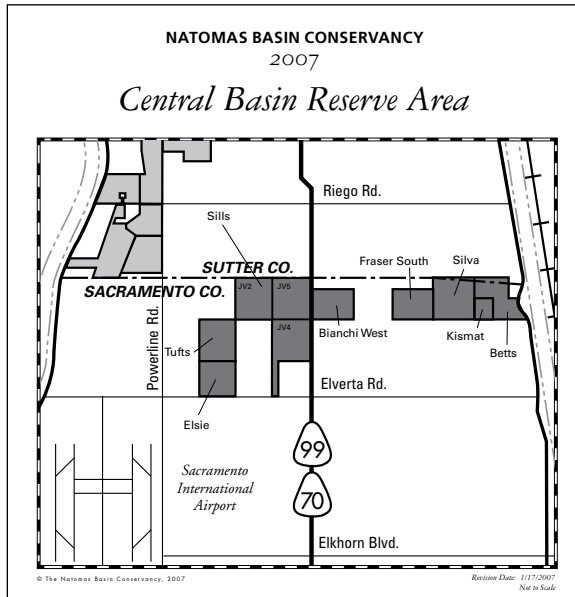 NATOMAS BASIN CONSERVANCY
2007
Central Basin Reserve Area
Riego Rd.
Sills
SUTTER CO.
Fraser South
Silva
SACRAMENTO CO.
JV2
JV5
Powerline Rd.
JV4
Bianchi West
Kismat
Tufts
Betts
Elverta Rd.
Elsie
99
Sacramento
International
Airport
70
Elkhorn Blvd.
© The Natomas Basin Conservancy, 2007
Revision Date: 1/17/2007
Not to Scale